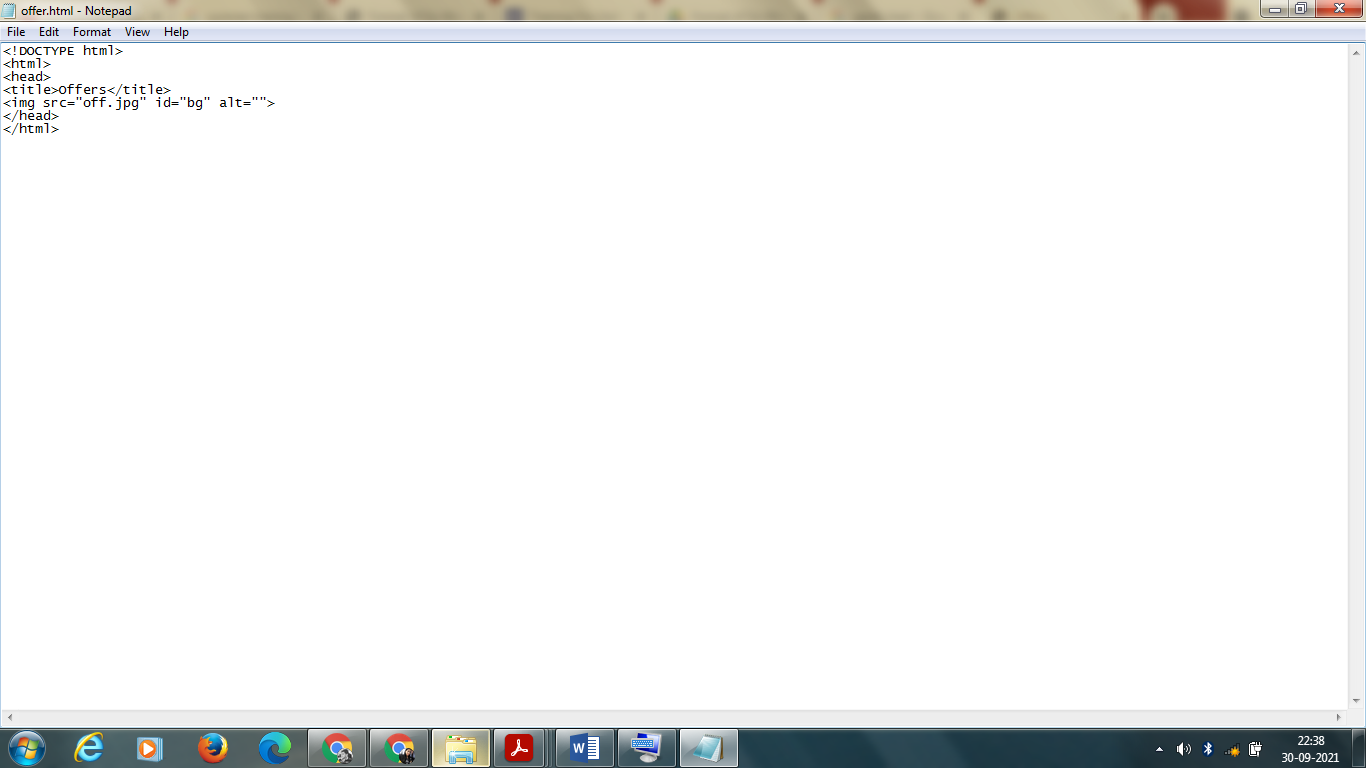 offer.html - Notepad
File Edit Format View Help
<!DOCTYPE html>
<html>
<head>
<title>Offers</title>
<img src="off.jpg" id="bg" alt="">
</head>
</html>
22:38
30-09-2021